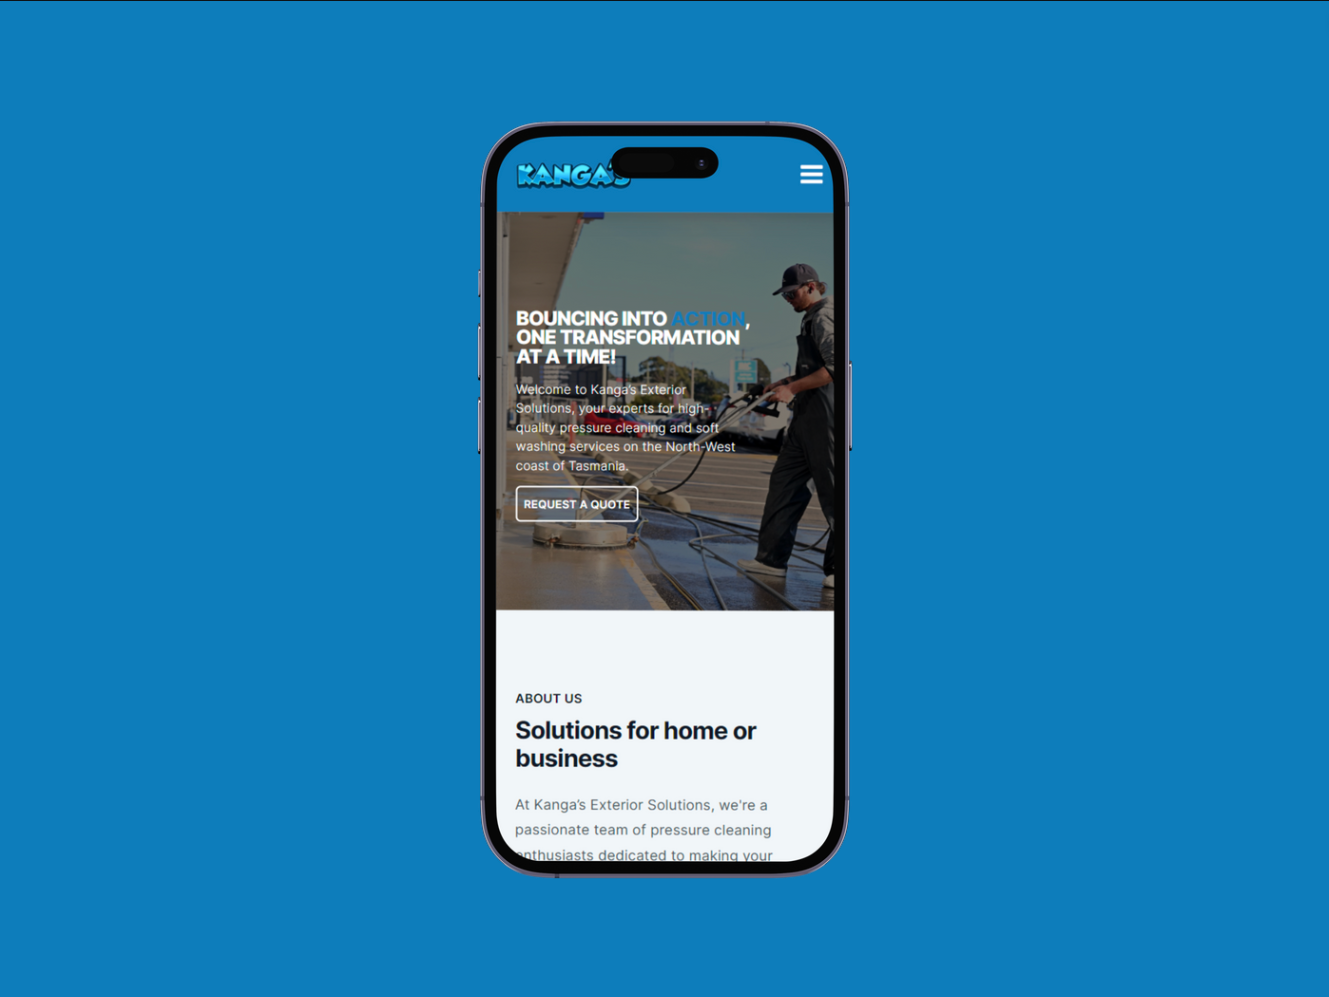 KANGA'S
BOUNCING INTO ACTION,
ONE TRANSFORMATION
AT A TIME!
Welcome to Kanga's Exterior
Solutions, your experts for high-
quality pressure cleaning and soft
washing services on the North-West
coast of Tasmania.
REQUEST A QUOTE
ABOUT US
Solutions for home or
business
At Kanga's Exterior Solutions, we're a
passionate team of pressure cleaning
enthusiasts dedicated to making your